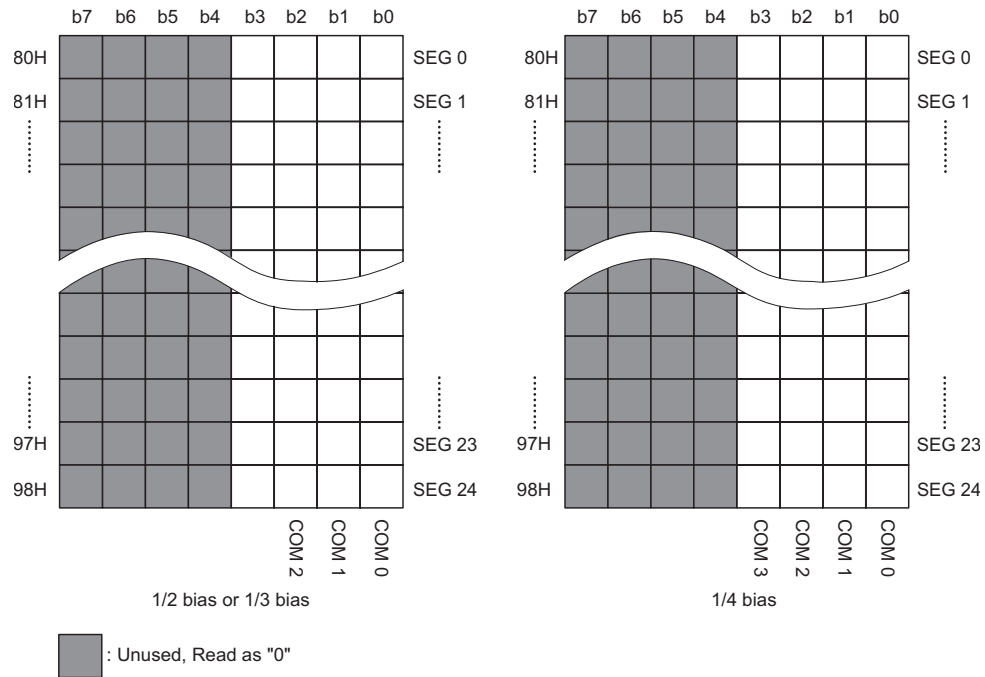 b7 b6 b5 b4 b3 b2 b1 b0
80H SEG 0
81H SEG 1
97H SEG 23
98H SEG 24
COM 2 COM 1 COM 0
1/2 bias or 1/3 bias
b7 b6 b5 b4 b3 b2 b1 b0
80H SEG 0
81H SEG 1
97H SEG 23
98H SEG 24
COM 3 COM 2 COM 1 COM 0
1/4 bias
: Unused, Read as "0"